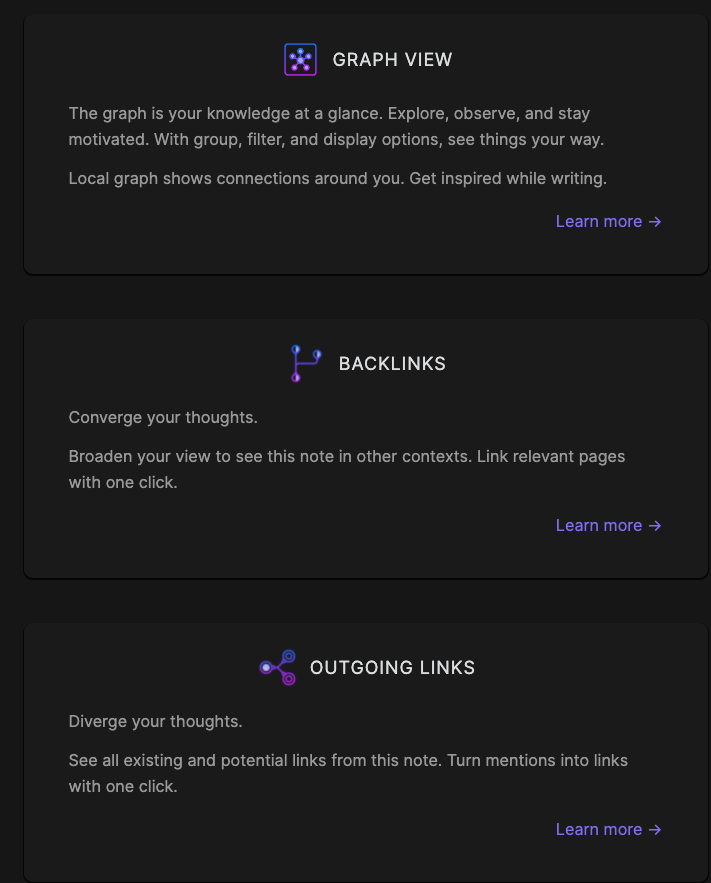 GRAPH VIEW
The graph is your knowledge at a glance. Explore, observe, and stay
motivated. With group, filter, and display options, see things your way.
Local graph shows connections around you. Get inspired while writing.
Learn more →
BACKLINKS
Converge your thoughts.
Broaden your view to see this note in other contexts. Link relevant pages
with one click.
Learn more →
OUTGOING LINKS
Diverge your thoughts.
See all existing and potential links from this note. Turn mentions into links
with one click.
Learn more →